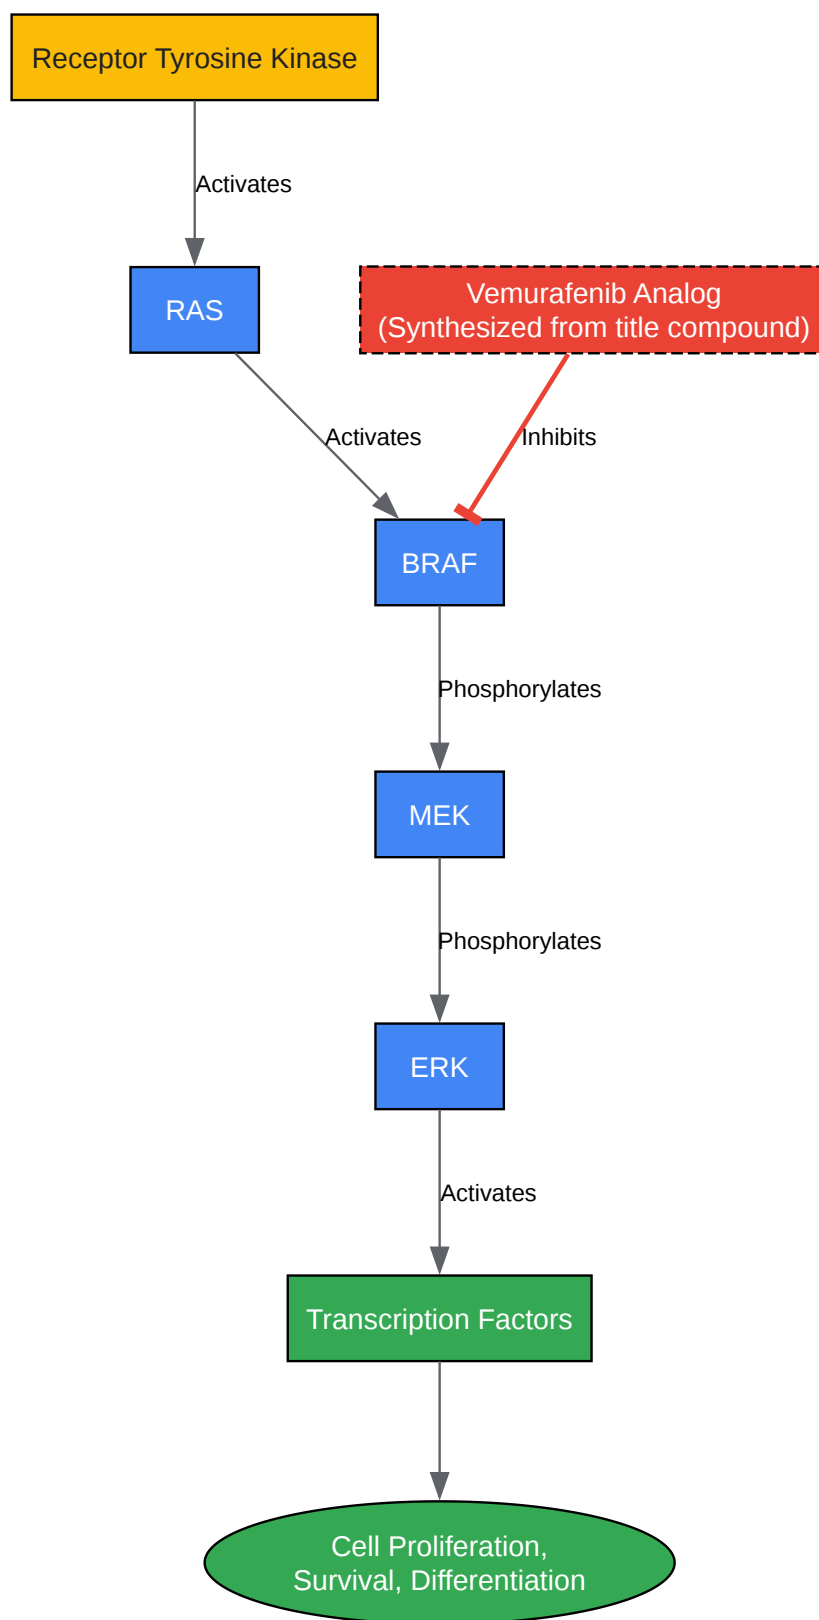 Receptor Tyrosine Kinase
Activates
RAS
Vemurafenib Analog
(Synthesized from title compound)
Activates
Inhibits
BRAF
Phosphorylates
MEK
Phosphorylates
ERK
Activates
Transcription Factors
Cell Proliferation,
Survival, Differentiation